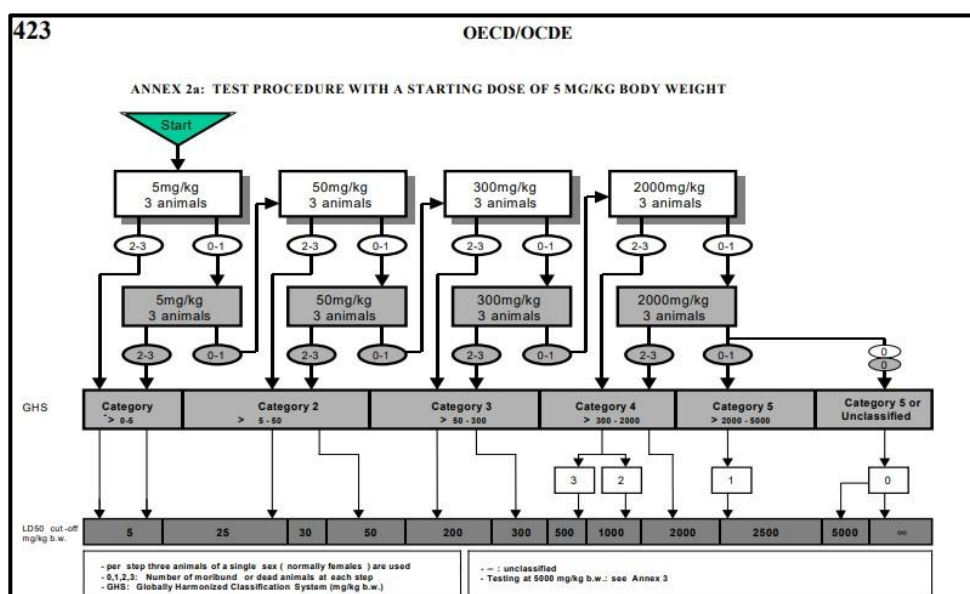 423
OECD/OCDE
ANNEX 2a: TEST PROCEDURE WITH A STARTING DOSE OF 5 MG/KG BODY WEIGHT
Start
5mg/kg 50mg/kg 300mg/kg 2000mg/kg
3 animals 3 animals 3 animals 3 animals
2-3 0-1 2-3 0-1 2-3 0-1 2-3 0-1
5mg/kg 50mg/kg 300mg/kg 2000mg/kg
3 animals 3 animals 3 animals 3 animals
2-3 0-1 2-3 0-1 2-3 0-1 2-3 0-1 0
0
GHS Category Category 2 Category 3 Category 4 Category 5 Category 5 or
> 0-5 > 5 - 50 > 50 - 300 > 300 - 2000 > 2000 - 5000 Unclassified
3 2 1 0
LD50 cut-off
mg/kg b.w. 5 25 30 50 200 300 500 1000 2000 2500 5000 ∞
- per step three animals of a single sex ( normally females ) are used
- 0,1,2,3: Number of moribund or dead animals at each step
- GHS: Globally Harmonized Classification System (mg/kg b.w.)
- ∞ : unclassified
- Testing at 5000 mg/kg b.w.: see Annex 3